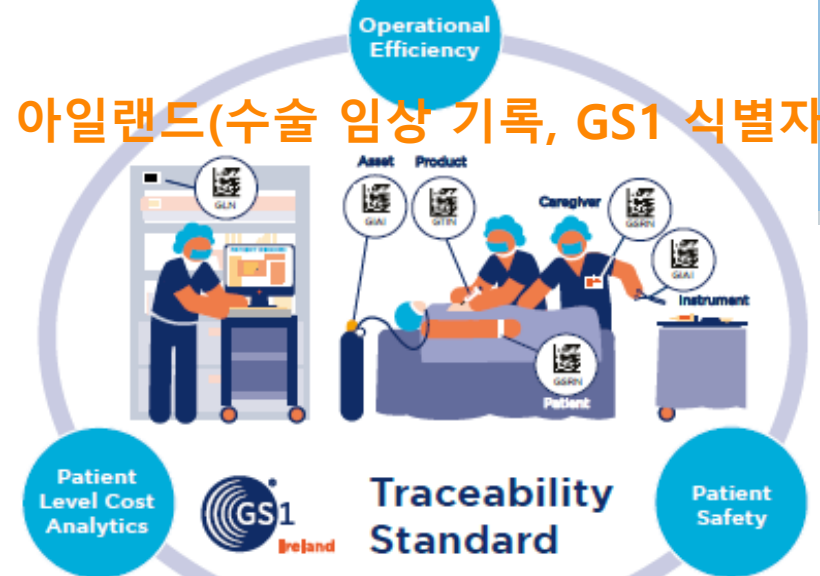 Operational
Efficiency
아일랜드(수술 임상 기록, GS1 식별자
Asset
Product
GLN
GIAI
GTIN
Caregiver
GSRN
GIAI
Instrument
GSRN
Patient
Patient
Level Cost
Analytics
GS1
Ireland
Traceability
Standard
Patient
Safety